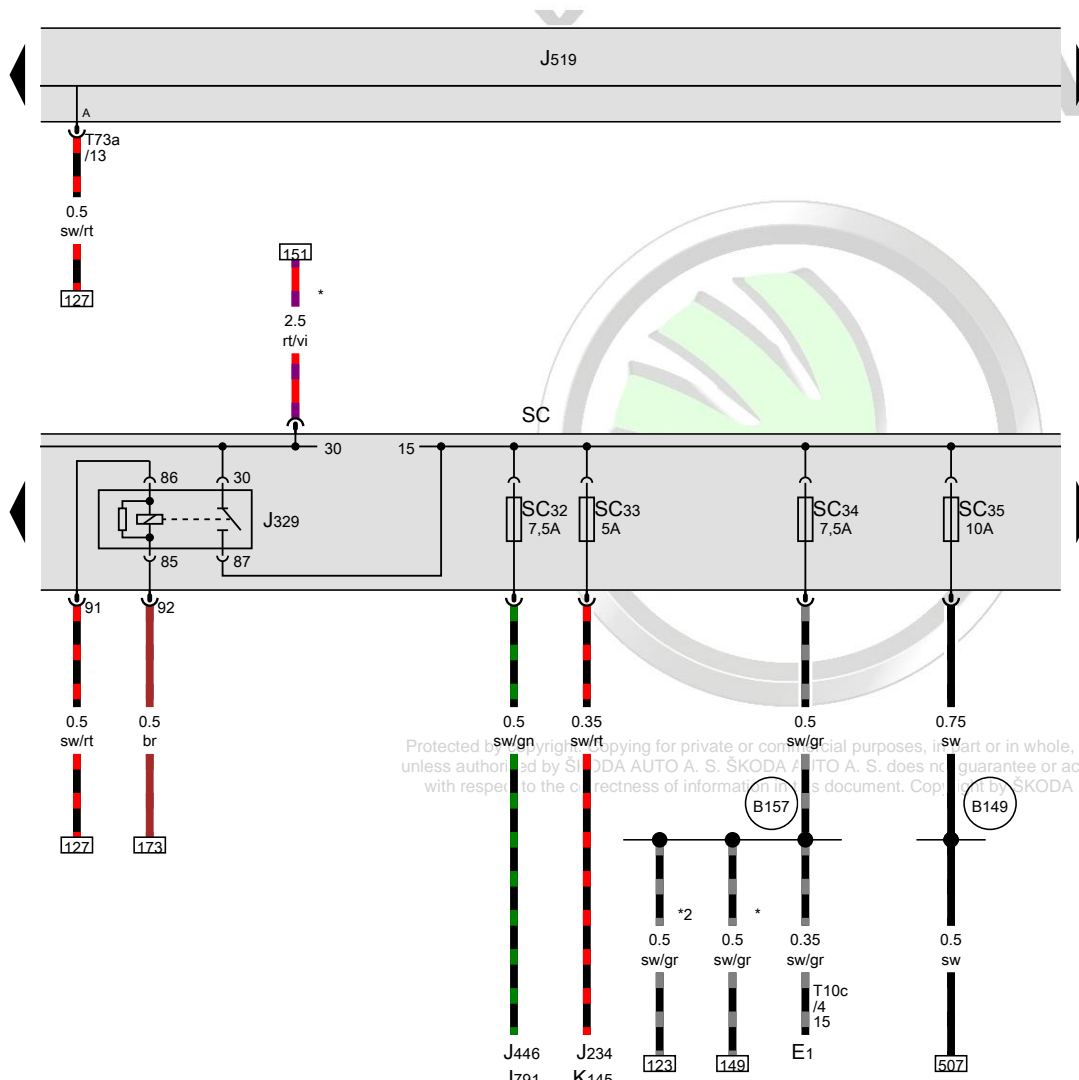 J519
A
T73a
/13
0.5
sw/rt
127
151
*
2.5
rt/vi
SC
30
15
86
30
J329
85
87
SC32
7,5A
SC33
5A
SC34
7,5A
SC35
10A
91
92
0.5
sw/rt
0.5
br
0.5
sw/gn
0.35
sw/rt
0.5
sw/gr
0.75
sw
Protected by copyright. Copying for private or commercial purposes, in part or in whole,
unless authorised by ŠKODA AUTO A. S. ŠKODA AUTO A. S. does not guarantee or ac
with respect to the correctness of information in this document. Copyright by ŠKODA
B157
B149
127
173
*2
*
0.5
sw/gr
0.5
sw/gr
0.35
sw/gr
0.5
sw
T10c
/4
15
J446
J791
J234
K145
123
149
E1
507